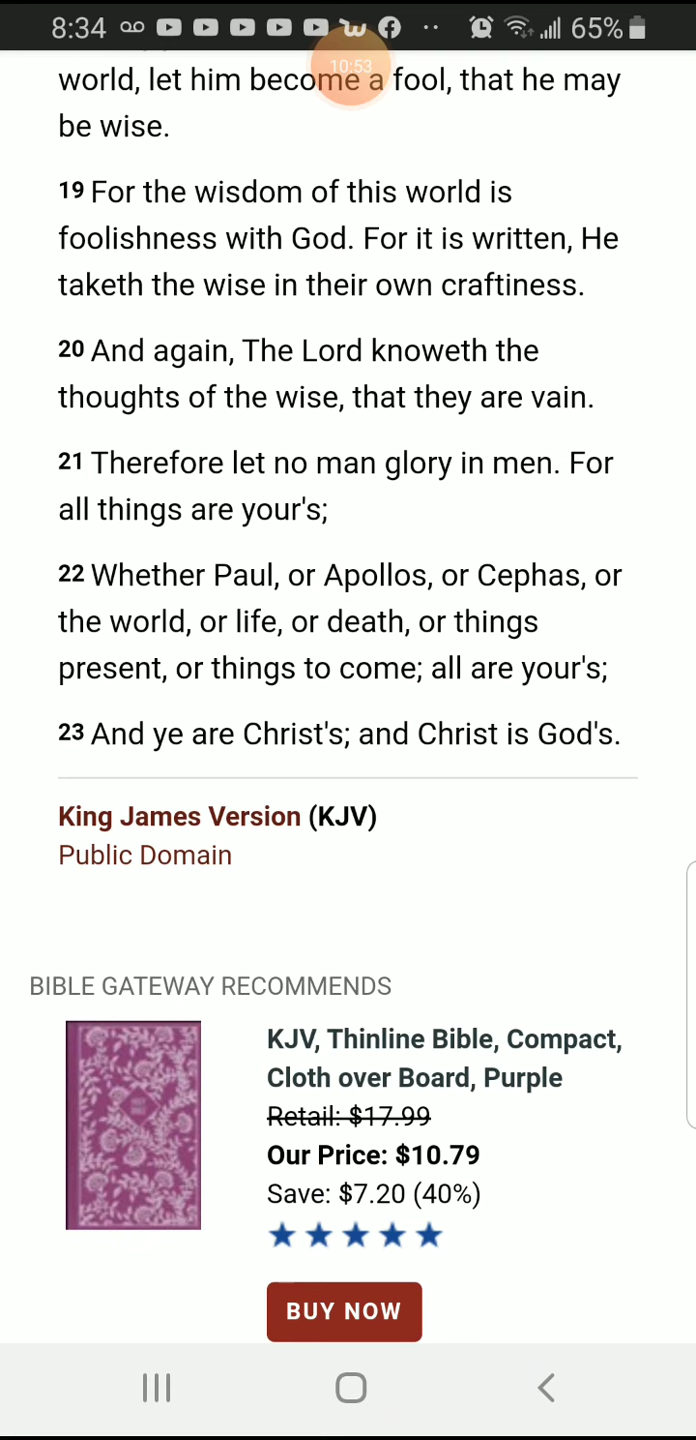 8:34 65%
10:53
world, let him become a fool, that he may
be wise.
19 For the wisdom of this world is
foolishness with God. For it is written, He
taketh the wise in their own craftiness.
20 And again, The Lord knoweth the
thoughts of the wise, that they are vain.
21 Therefore let no man glory in men. For
all things are your's;
22 Whether Paul, or Apollos, or Cephas, or
the world, or life, or death, or things
present, or things to come; all are your's;
23 And ye are Christ's; and Christ is God's.
King James Version (KJV)
Public Domain
BIBLE GATEWAY RECOMMENDS
KJV, Thinline Bible, Compact,
Cloth over Board, Purple
Retail: $17.99
Our Price: $10.79
Save: $7.20 (40%)
BUY NOW